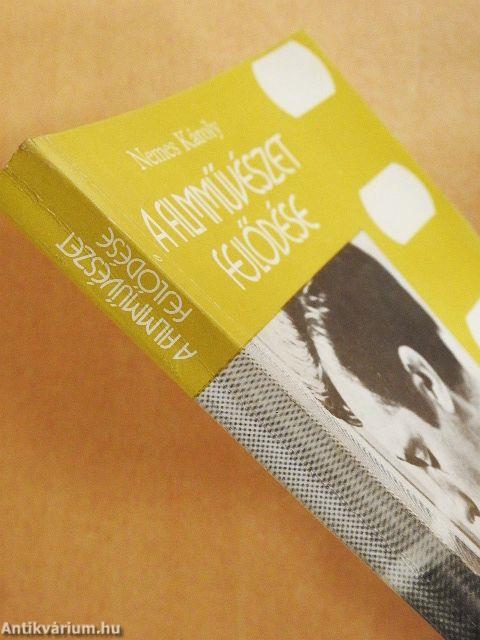 Nemes Károly
A FILMMŰVÉSZET
FEJLŐDÉSE
A FILMMŰVÉSZET
FEJLŐDÉSE
Antikvárium.hu